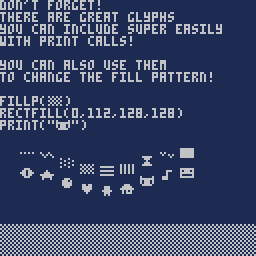 DON'T FORGET!
THERE ARE GREAT GLYPHS
YOU CAN INCLUDE SUPER EASILY
WITH PRINT CALLS!
YOU CAN ALSO USE THEM
TO CHANGE THE FILL PATTERN!
FILLP(▒)
RECTFILL(0,112,128,128)
PRINT("🐱")